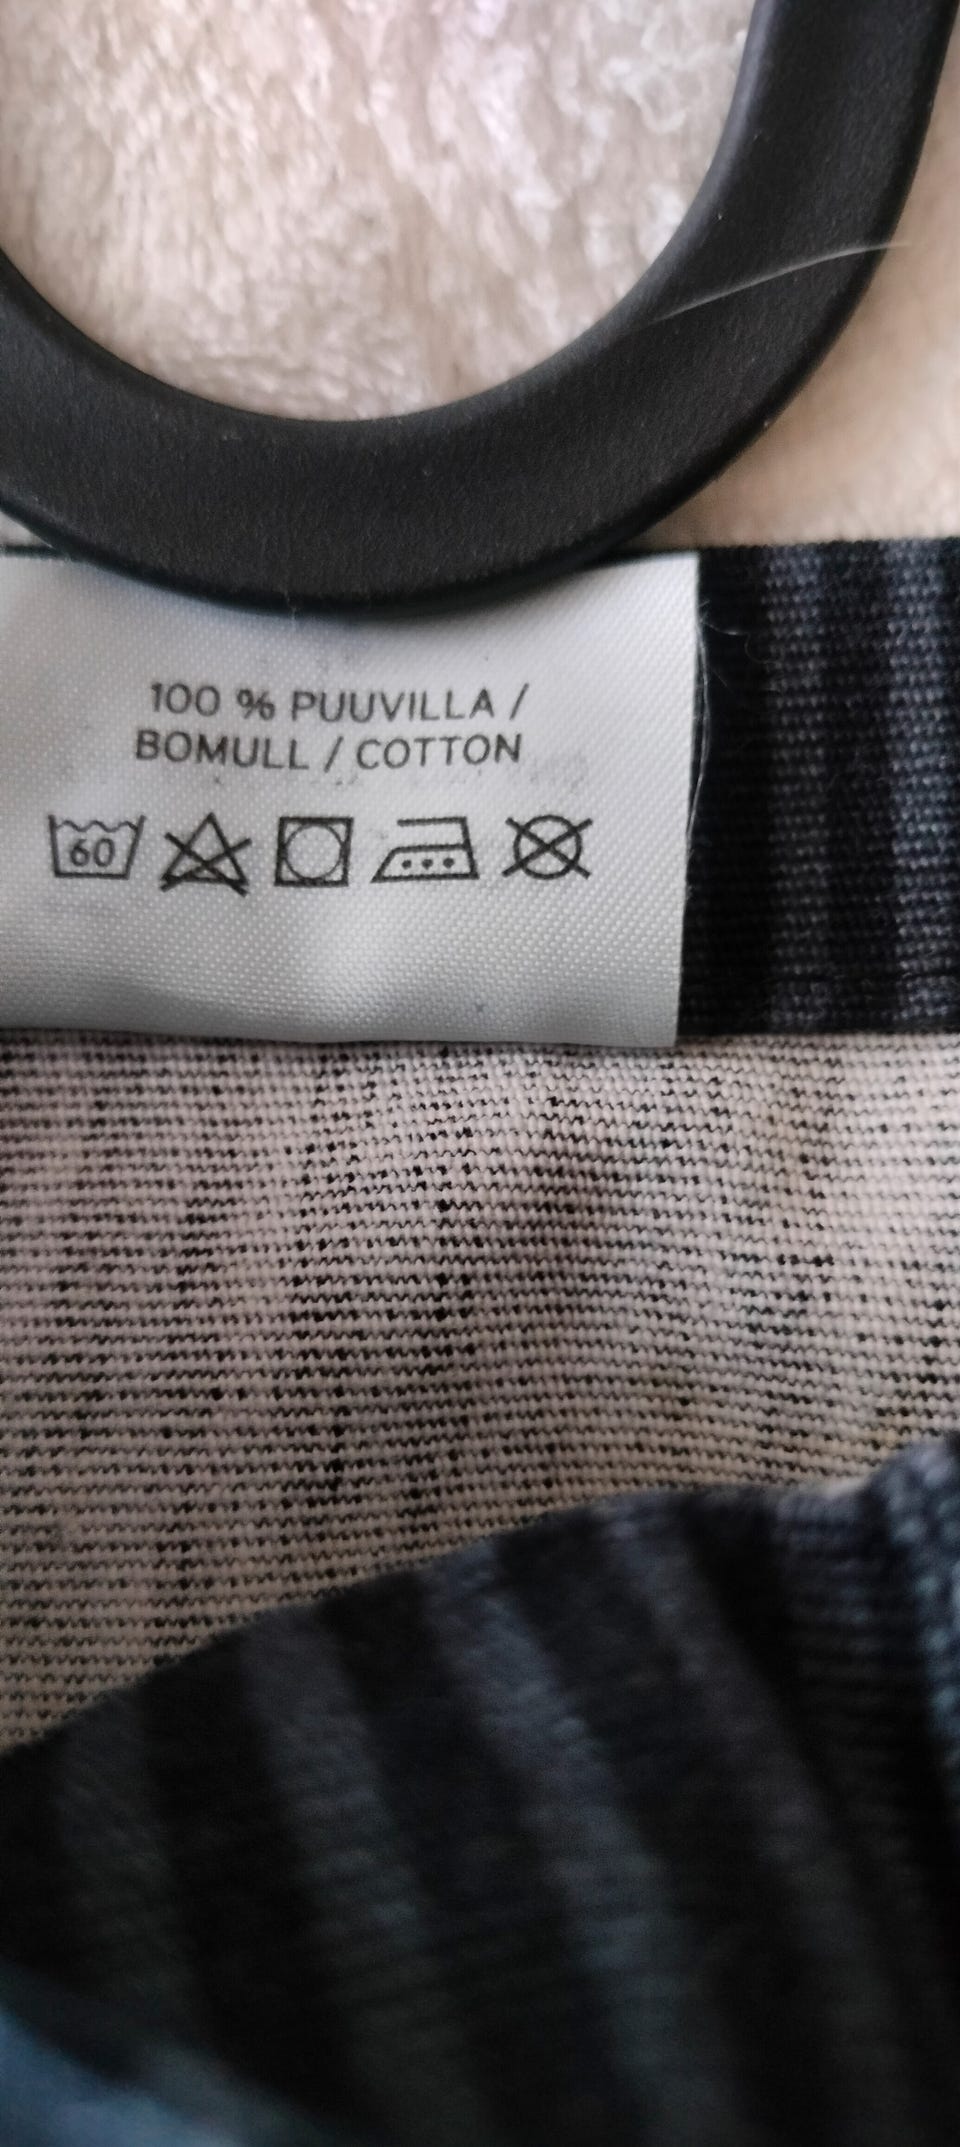 100 % PUUVILLA /
BOMULL / COTTON
60